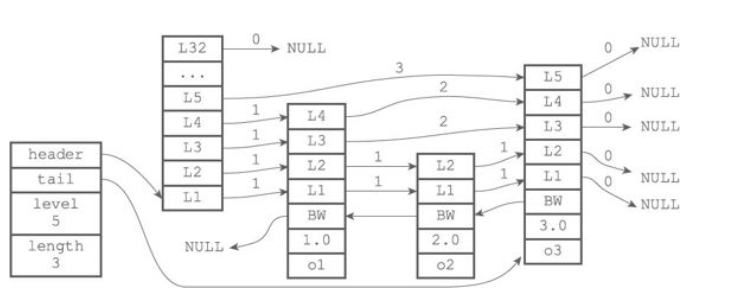 L32
...
L5
L4
L3
L2
L1
0
NULL
3
1
1
1
1
header
tail
level
5
length
3
L4
L3
L2
L1
BW
1.0
o1
NULL
2
2
1
1
L2
L1
BW
2.0
o2
1
1
L5
L4
L3
L2
L1
BW
3.0
o3
0
NULL
0
NULL
0
NULL
0
NULL
0
NULL